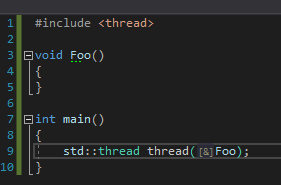 1 #include <thread>
2
3 void Foo()
4 {
5 }
6
7 int main()
8 {
9 std::thread thread([&]Foo);
10 }